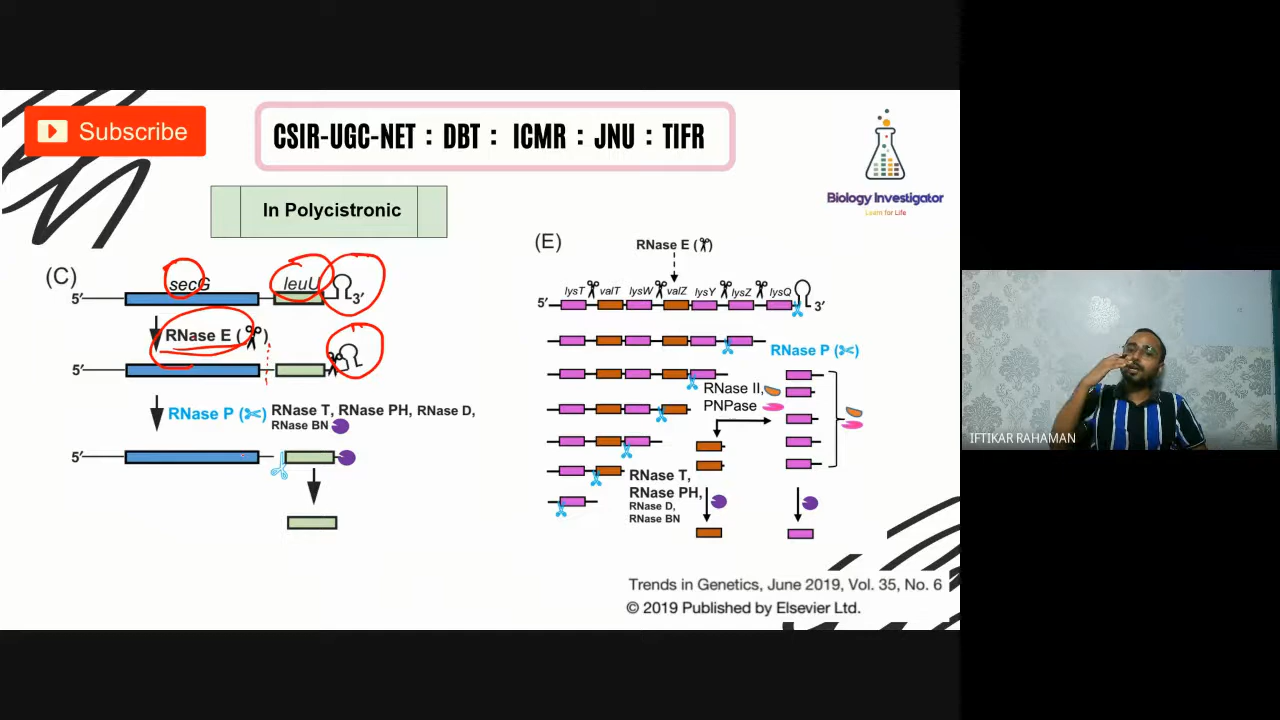 Subscribe
CSIR-UGC-NET : DBT : ICMR : JNU : TIFR
Biology Investigator
Learn for Life
In Polycistronic
(C)
secG
leuU
5′
3′
RNase E ( )
5′
RNase P ( )
RNase T, RNase PH, RNase D,
RNase BN
5′
(E)
RNase E ( )
lysT valT lysW valZ lysY lysZ lysQ
5′
3′
RNase P ( )
RNase II,
PNPase
RNase T,
RNase PH,
RNase D,
RNase BN
Trends in Genetics, June 2019, Vol. 35, No. 6
© 2019 Published by Elsevier Ltd.
IFTIKAR RAHAMAN